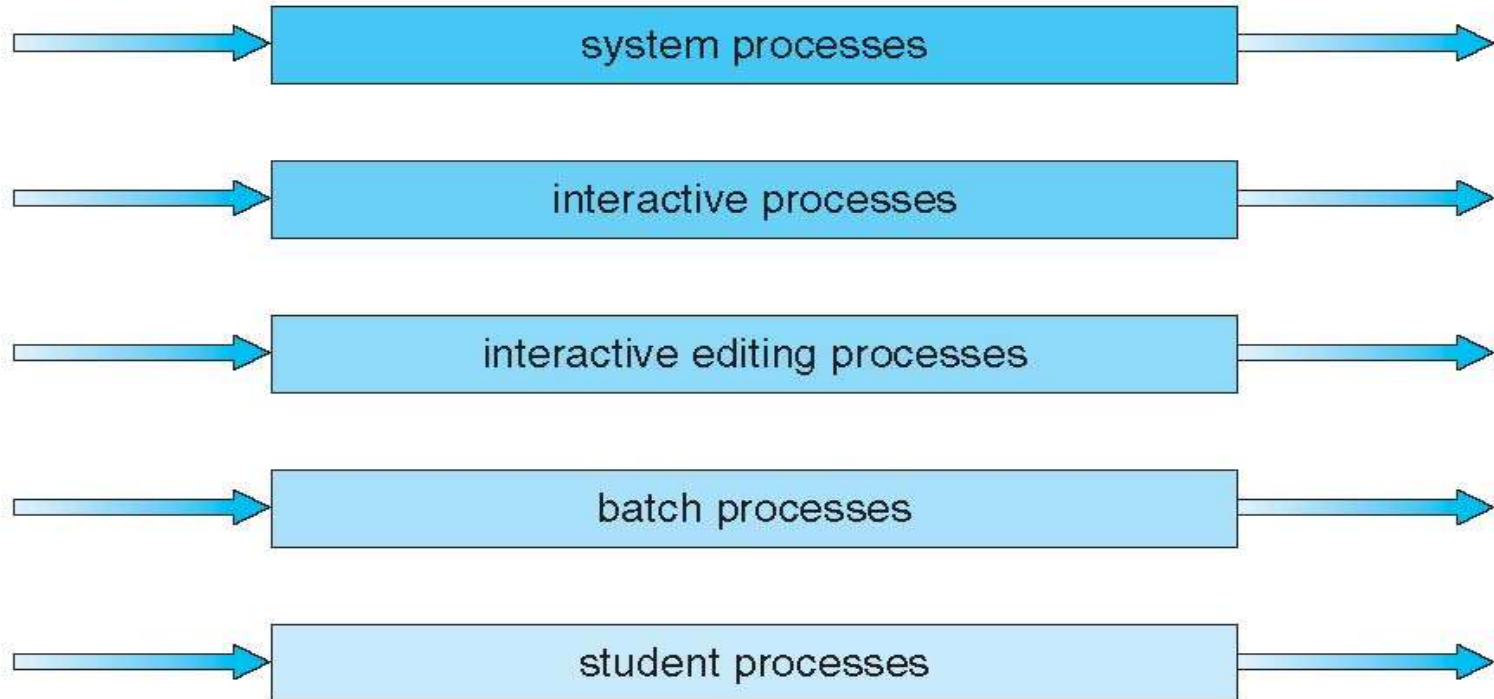 system processes
interactive processes
interactive editing processes
batch processes
student processes